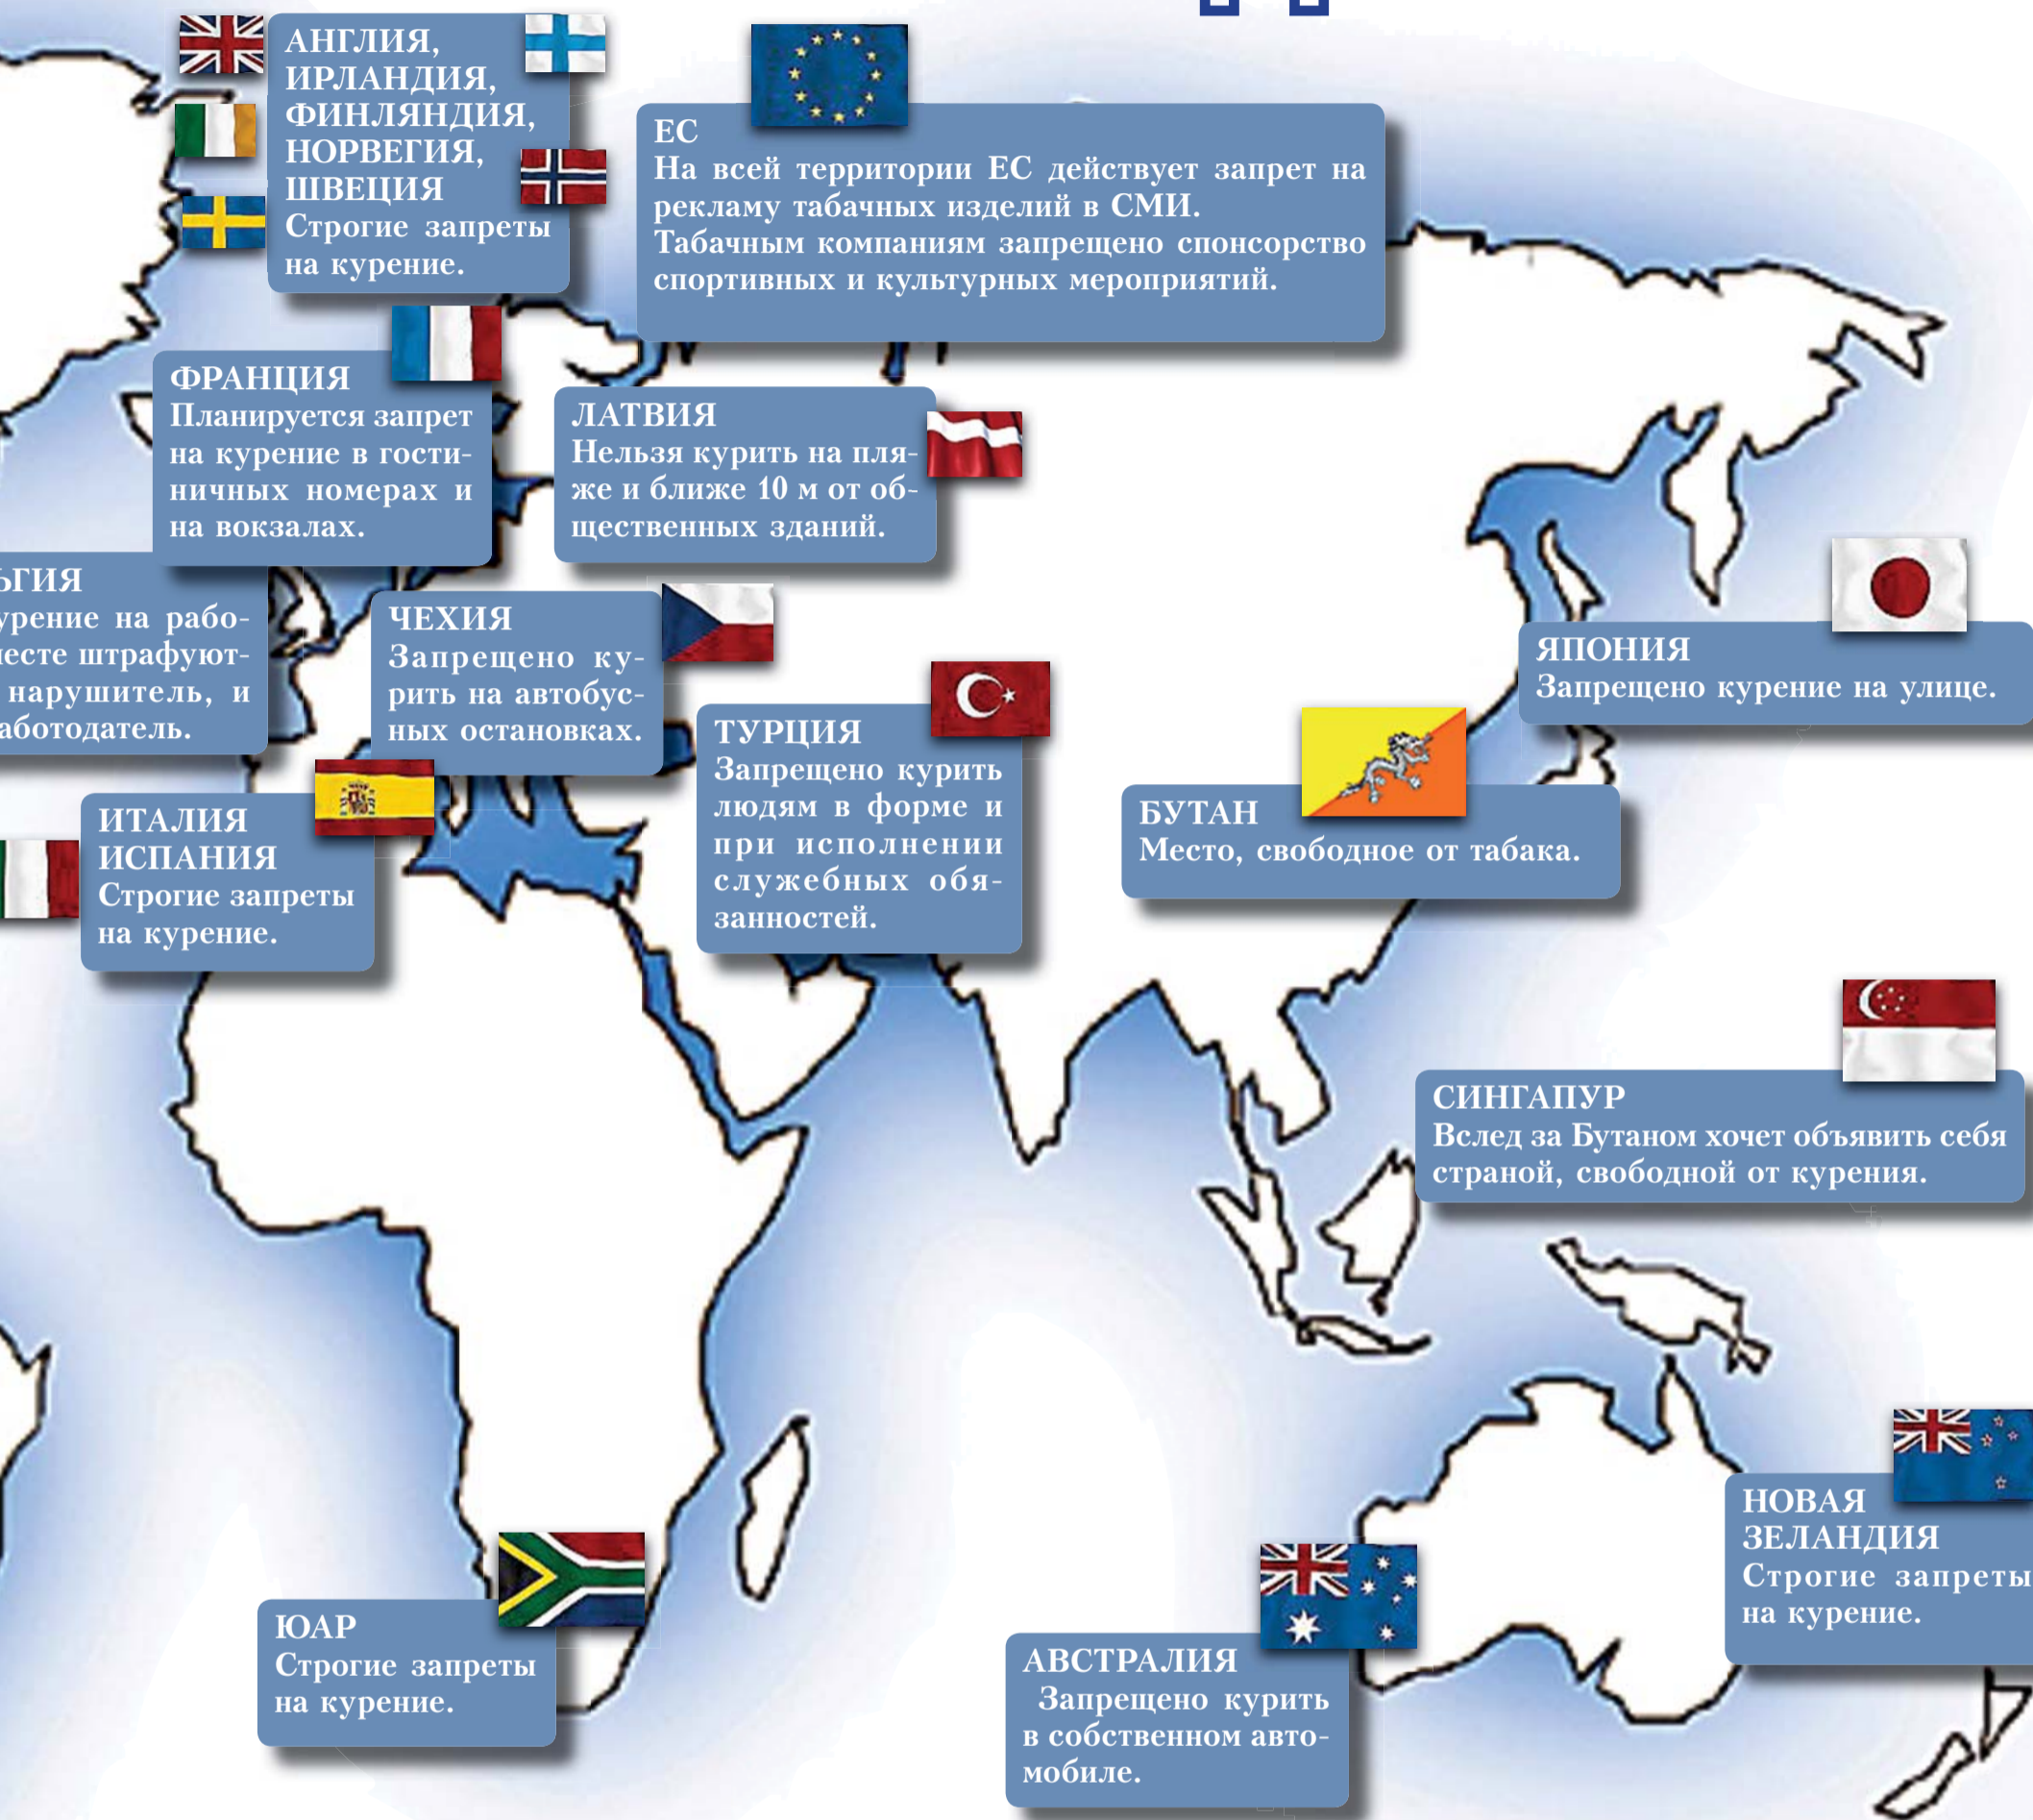 АНГЛИЯ,
ИРЛАНДИЯ,
ФИНЛЯНДИЯ,
НОРВЕГИЯ,
ШВЕЦИЯ
Строгие запреты
на курение.
ЕС
На всей территории ЕС действует запрет на
рекламу табачных изделий в СМИ.
Табачным компаниям запрещено спонсорство
спортивных и культурных мероприятий.
ФРАНЦИЯ
Планируется запрет
на курение в гости-
ничных номерах и
на вокзалах.
ЛАТВИЯ
Нельзя курить на пля-
же и ближе 10 м от об-
щественных зданий.
ЬГИЯ
урение на рабо-
месте штрафуют-
нарушитель, и
аботодатель.
ЧЕХИЯ
Запрещено ку-
рить на автобус-
ных остановках.
ЯПОНИЯ
Запрещено курение на улице.
ТУРЦИЯ
Запрещено курить
людям в форме и
при исполнении
служебных обя-
занностей.
БУТАН
Место, свободное от табака.
ИТАЛИЯ
ИСПАНИЯ
Строгие запреты
на курение.
СИНГАПУР
Вслед за Бутаном хочет объявить себя
страной, свободной от курения.
НОВАЯ
ЗЕЛАНДИЯ
Строгие запреты
на курение.
ЮАР
Строгие запреты
на курение.
АВСТРАЛИЯ
Запрещено курить
в собственном авто-
мобиле.